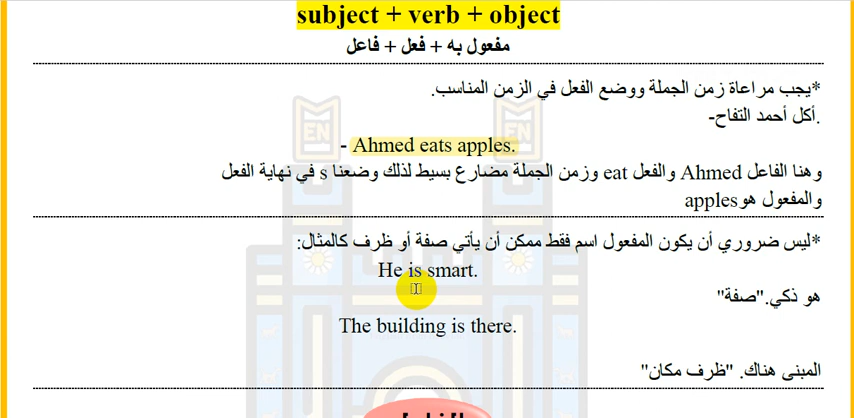 subject + verb + object
مفعول به + فعل + فاعل
*يجب مراعاة زمن الجملة ووضع الفعل في الزمن المناسب.
.أكل أحمد التفاح-
- Ahmed eats apples.
وهنا الفاعل Ahmed والفعل eat وزمن الجملة مضارع بسيط لذلك وضعنا s في نهاية الفعل
والمفعول هوapples
*ليس ضروري أن يكون المفعول اسم فقط ممكن أن يأتي صفة أو ظرف كالمثال:
He is smart.
هو ذكي."صفة"
The building is there.
المبنى هناك. "ظرف مكان"
EN
EN